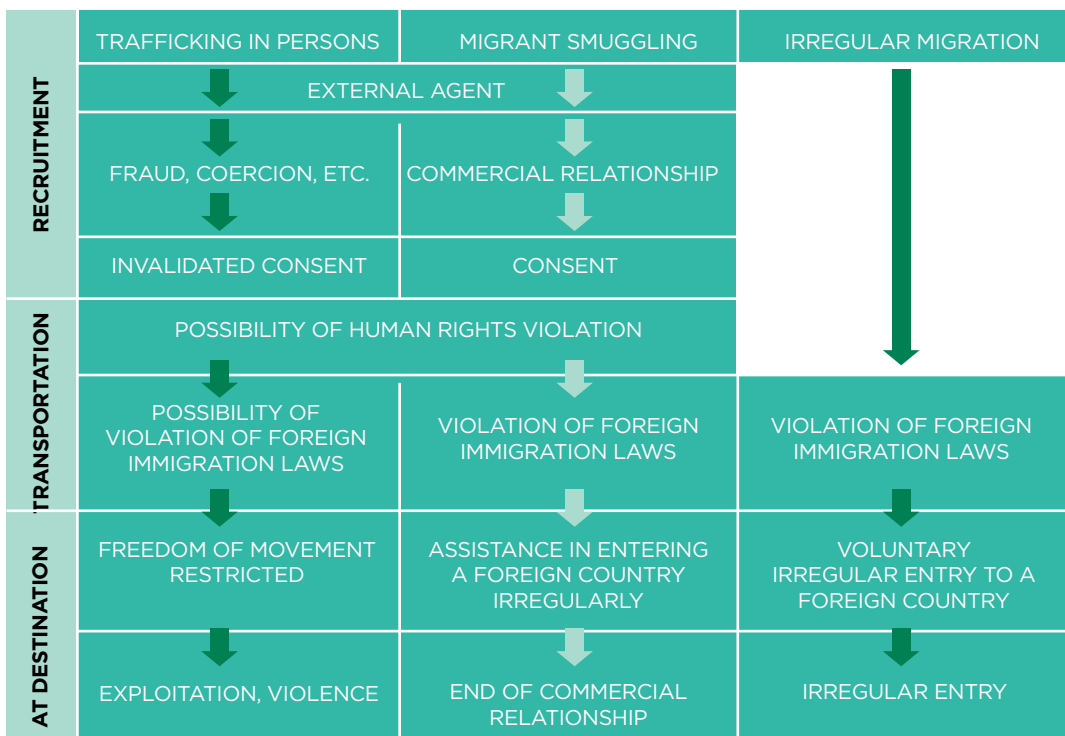 TRAFFICKING IN PERSONS
MIGRANT SMUGGLING
IRREGULAR MIGRATION
RECRUITMENT
EXTERNAL AGENT
FRAUD, COERCION, ETC.
COMMERCIAL RELATIONSHIP
INVALIDATED CONSENT
CONSENT
TRANSPORTATION
POSSIBILITY OF HUMAN RIGHTS VIOLATION
POSSIBILITY OF
VIOLATION OF FOREIGN
IMMIGRATION LAWS
VIOLATION OF FOREIGN
IMMIGRATION LAWS
VIOLATION OF FOREIGN
IMMIGRATION LAWS
AT DESTINATION
FREEDOM OF MOVEMENT
RESTRICTED
ASSISTANCE IN ENTERING
A FOREIGN COUNTRY
IRREGULARLY
VOLUNTARY
IRREGULAR ENTRY TO A
FOREIGN COUNTRY
EXPLOITATION, VIOLENCE
END OF COMMERCIAL
RELATIONSHIP
IRREGULAR ENTRY